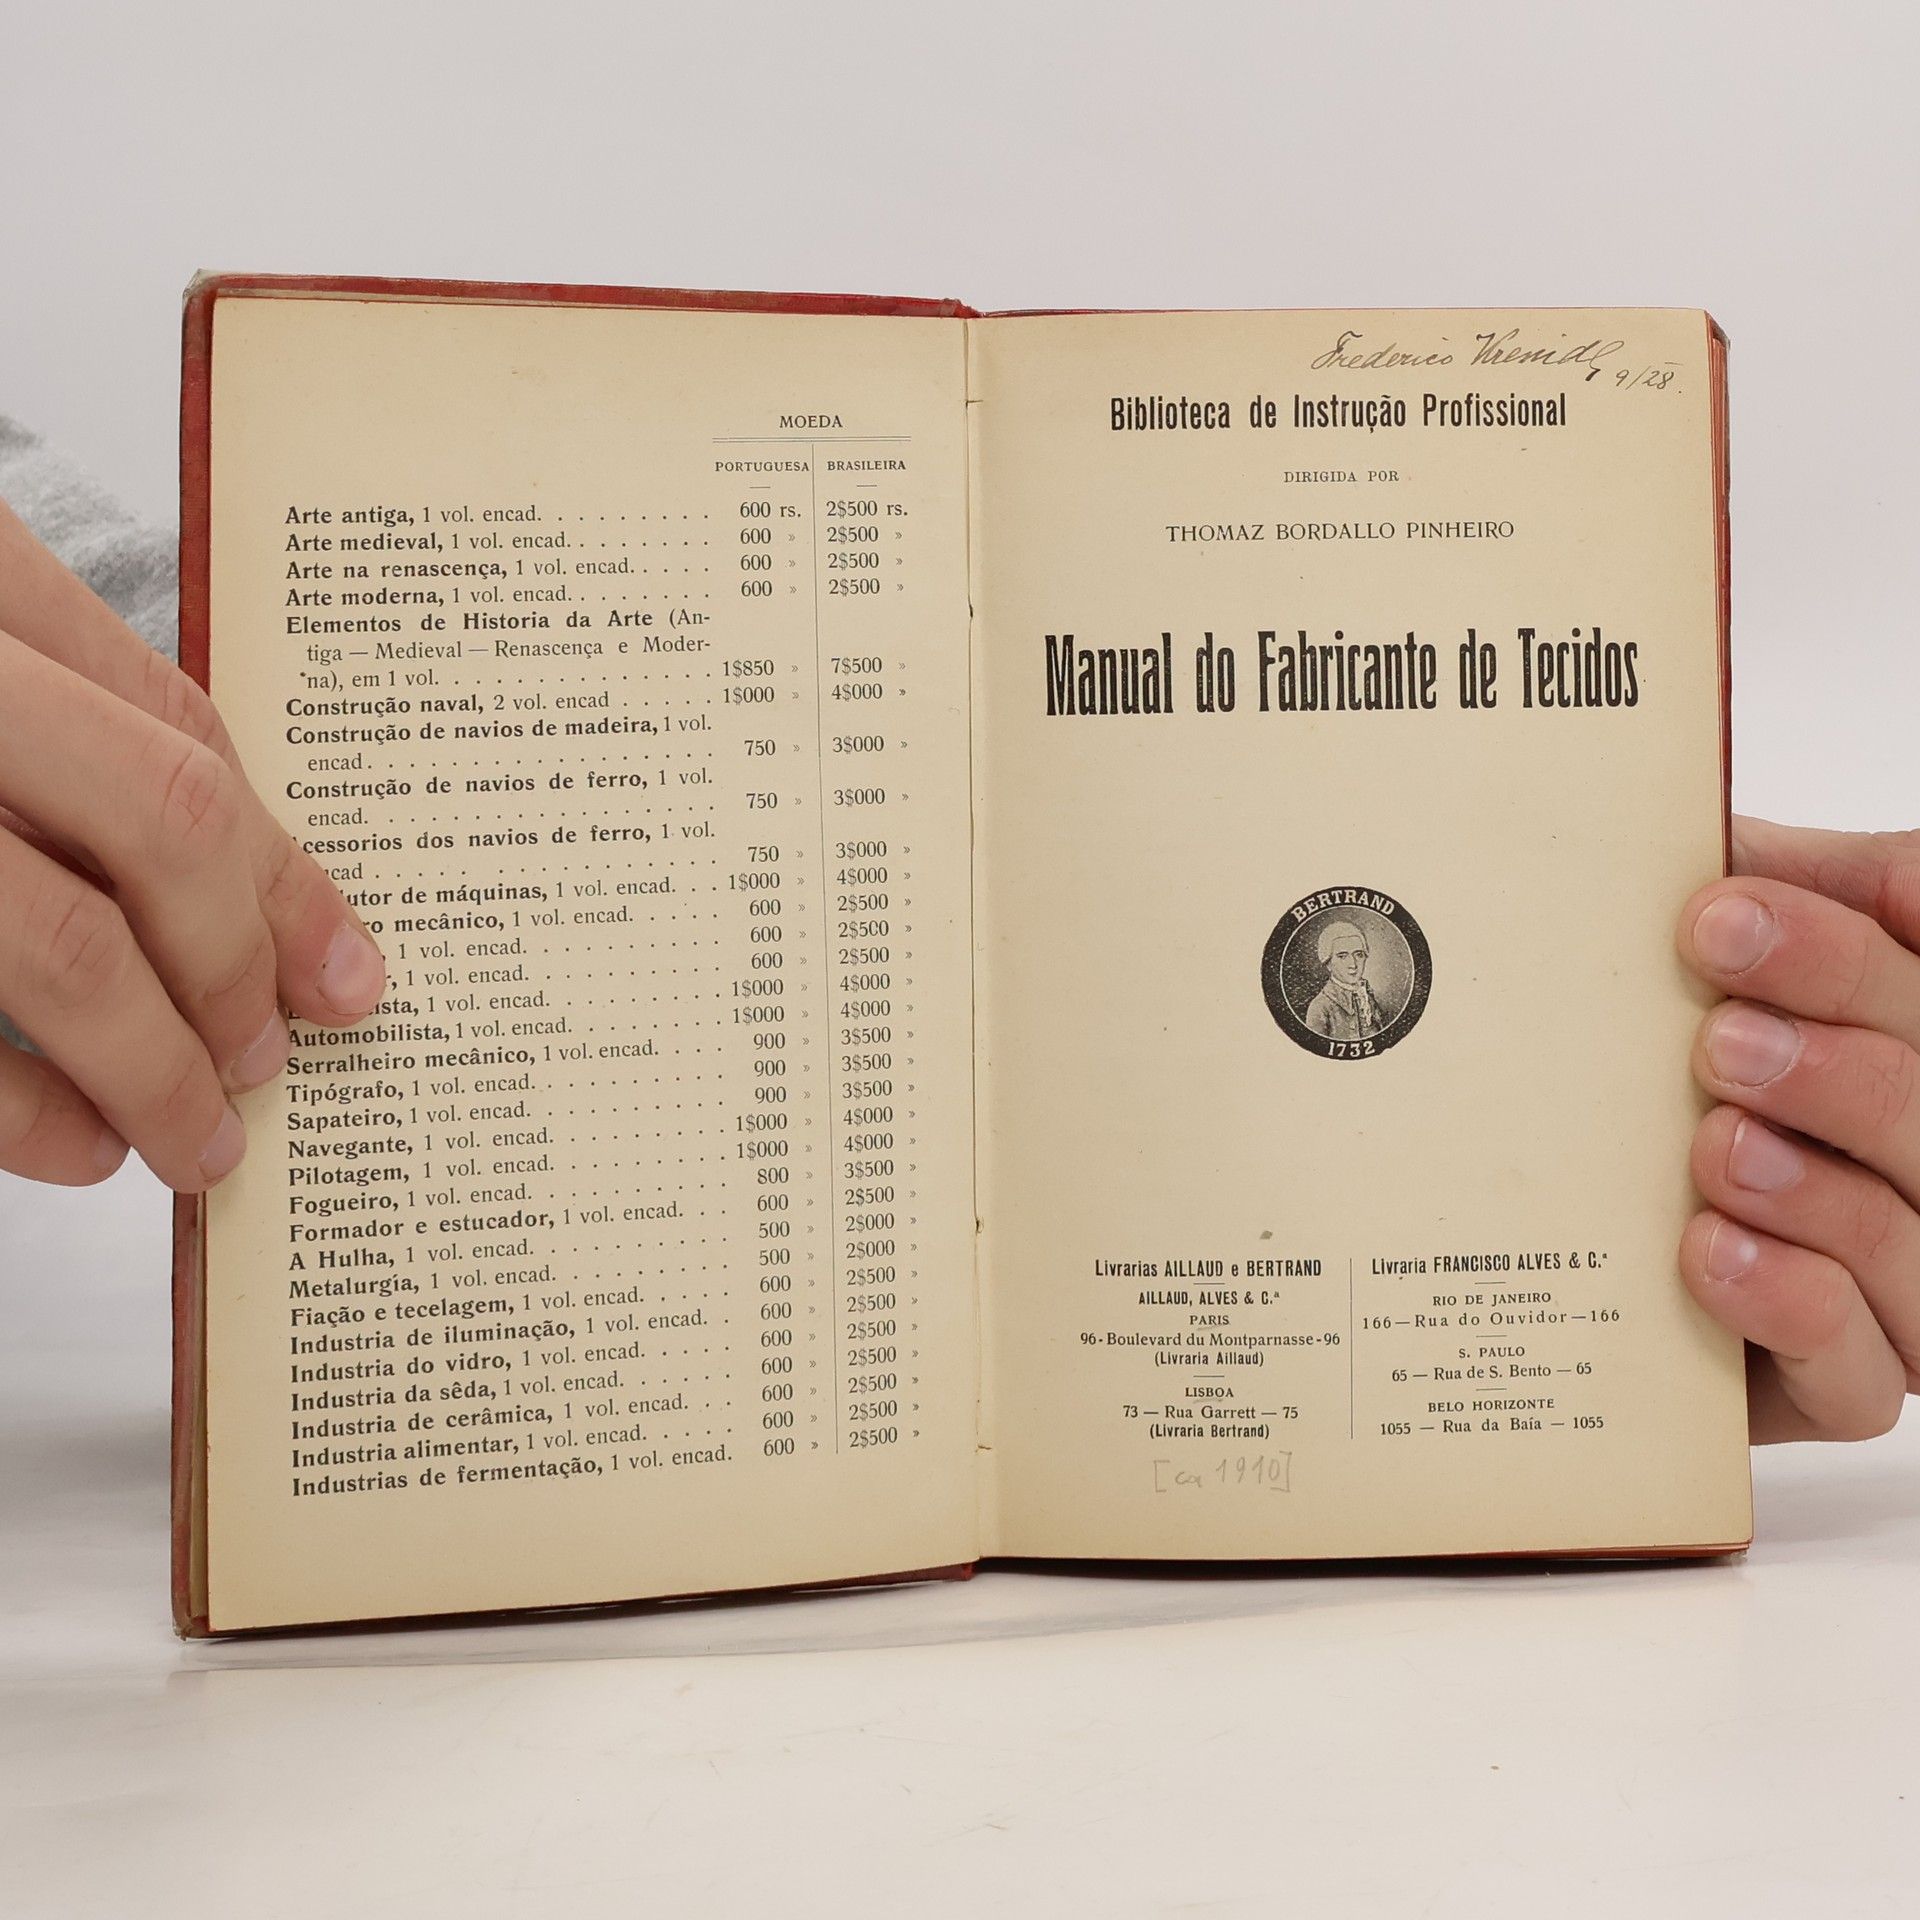 MOEDA
PORTUGUESA BRASILEIRA
Arte antiga, 1 vol. encad. . . . . . . . . 600 rs. 2$500 rs.
Arte medieval, 1 vol. encad. . . . . . . . 600 » 2$500 »
Arte na renascença, 1 vol. encad. . . . . 600 » 2$500 »
Arte moderna, 1 vol. encad. . . . . . . . 600 » 2$500 »
Elementos de Historia da Arte (An-
tiga — Medieval — Renascença e Moder-
na), em 1 vol. . . . . . . . . . . . . . . 1$850 » 7$500 »
Construção naval, 2 vol. encad . . . . . 1$000 » 4$000 »
Construção de navios de madeira, 1 vol.
encad. . . . . . . . . . . . . . . . . . 750 » 3$000 »
Construção de navios de ferro, 1 vol.
encad. . . . . . . . . . . . . . . . . 750 » 3$000 »
cessorios dos navios de ferro, 1 vol.
cad . . . . . . . . . . . . . . . . 750 » 3$000 »
utor de máquinas, 1 vol. encad. . . . 1$000 » 4$000 »
ro mecânico, 1 vol. encad. . . . . 600 » 2$500 »
, 1 vol. encad. . . . . . . . . 600 » 2$500 »
r, 1 vol. encad. . . . . . . . . 600 » 2$500 »
ista, 1 vol. encad. . . . . . . . . 1$000 » 4$000 »
Automobilista, 1 vol. encad. . . . . . . . 1$000 » 4$000 »
Serralheiro mecânico, 1 vol. encad. . . . 900 » 3$500 »
Tipógrafo, 1 vol. encad. . . . . . . . . . 900 » 3$500 »
Sapateiro, 1 vol. encad. . . . . . . . . . 900 » 3$500 »
Navegante, 1 vol. encad. . . . . . . . . 1$000 » 4$000 »
Pilotagem, 1 vol. encad. . . . . . . . . 1$000 » 4$000 »
Fogueiro, 1 vol. encad. . . . . . . . . . 800 » 3$500 »
Formador e estucador, 1 vol. encad. . . 600 » 2$500 »
A Hulha, 1 vol. encad. . . . . . . . . . 500 » 2$000 »
Metalurgía, 1 vol. encad. . . . . . . . . 500 » 2$000 »
Fiação e tecelagem, 1 vol. encad. . . . . 600 » 2$500 »
Industria de iluminação, 1 vol. encad. . 600 » 2$500 »
Industria do vidro, 1 vol. encad. . . . . 600 » 2$500 »
Industria da sêda, 1 vol. encad. . . . . . 600 » 2$500 »
Industria de cerâmica, 1 vol. encad. . . 600 » 2$500 »
Industria alimentar, 1 vol. encad. . . . . 600 » 2$500 »
Industrias de fermentação, 1 vol. encad. 600 » 2$500 »
Frederico
9/28.
Biblioteca de Instrução Profissional
DIRIGIDA POR
THOMAZ BORDALLO PINHEIRO
Manual do Fabricante de Tecidos
BERTRAND
1732
Livrarias AILLAUD e BERTRAND
AILLAUD, ALVES & C.ª
PARIS
96 - Boulevard du Montparnasse - 96
(Livraria Aillaud)
LISBOA
73 — Rua Garrett — 75
(Livraria Bertrand)
Livraria FRANCISCO ALVES & C.ª
RIO DE JANEIRO
166 — Rua do Ouvidor — 166
S. PAULO
65 — Rua de S. Bento — 65
BELO HORIZONTE
1055 — Rua da Baía — 1055
[ca 1910]